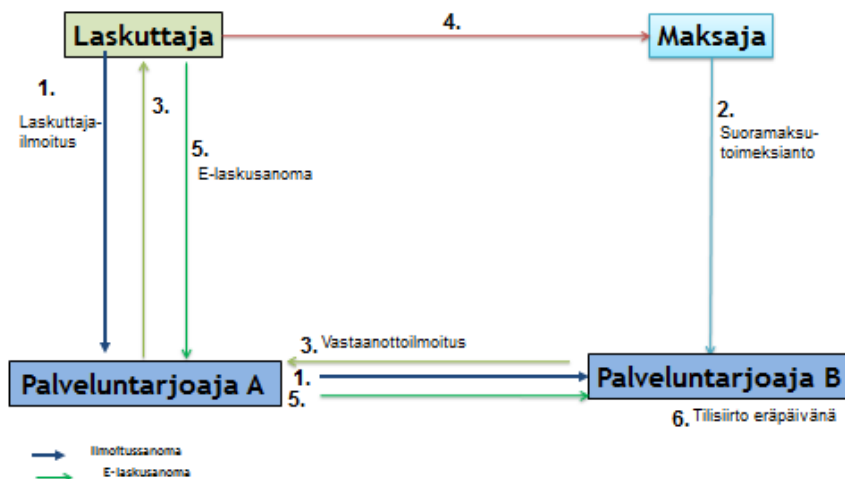 Laskuttaja
4.
Maksaja
1.
Laskuttaja-
ilmoitus
3.
5.
E-laskusanoma
2.
Suoramaksu-
toimeksianto
3. Vastaanottoilmoitus
Palveluntarjoaja A
1.
5.
Palveluntarjoaja B
6. Tilisiirto eräpäivänä
Ilmoitussanoma
E-laskusanoma